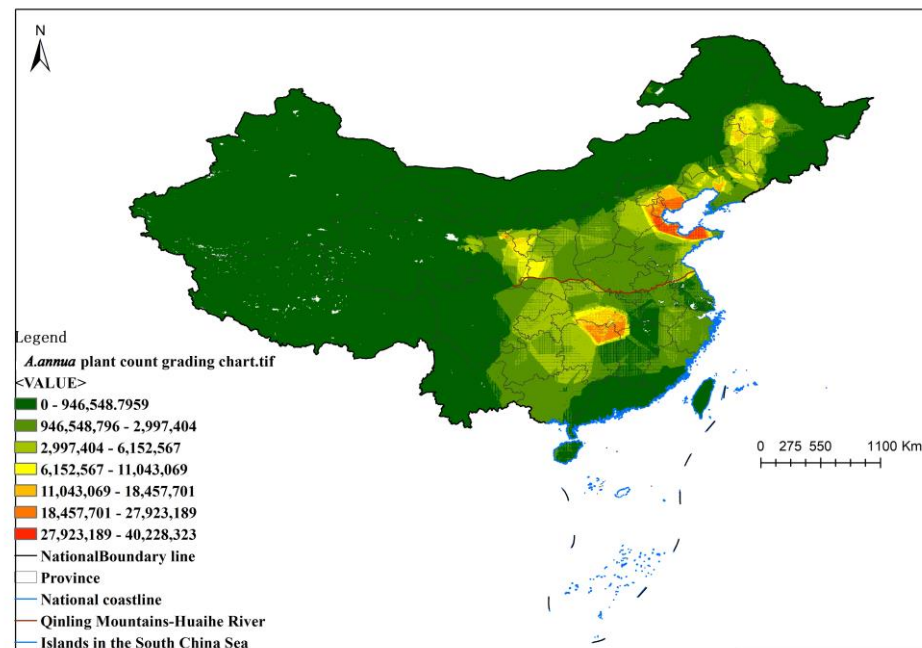 N
Legend
A.annua plant count grading chart.tif
<VALUE>
0 - 946,548.7959
946,548,796 - 2,997,404
2,997,404 - 6,152,567
6,152,567 - 11,043,069
11,043,069 - 18,457,701
18,457,701 - 27,923,189
27,923,189 - 40,228,323
NationalBoundary line
Province
National coastline
Qinling Mountains-Huaihe River
Islands in the South China Sea
0 275 550 1100 Km